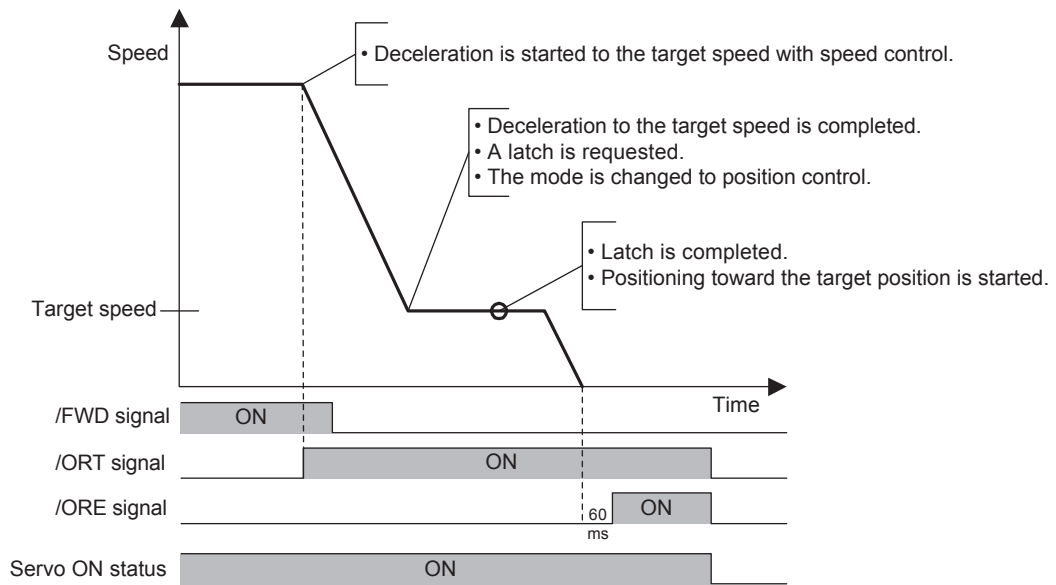 Speed
• Deceleration is started to the target speed with speed control.
• Deceleration to the target speed is completed.
• A latch is requested.
• The mode is changed to position control.
• Latch is completed.
• Positioning toward the target position is started.
Target speed
Time
/FWD signal
ON
/ORT signal
ON
/ORE signal
60
ms
ON
Servo ON status
ON